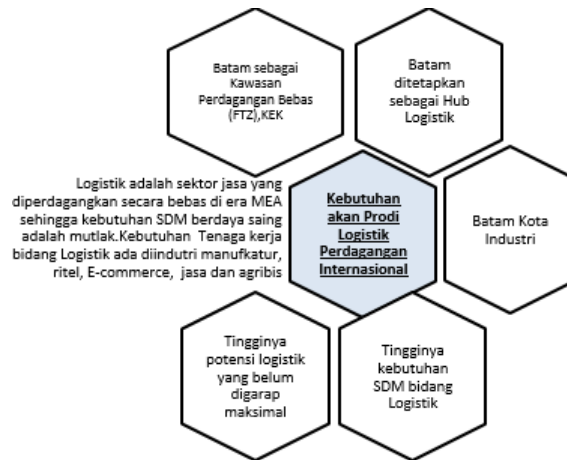 Batam sebagai
Kawasan
Perdagangan Bebas
(FTZ),KEK
Batam
ditetapkan
sebagai Hub
Logistik
Logistik adalah sektor jasa yang
diperdagangkan secara bebas di era MEA
sehingga kebutuhan SDM berdaya saing
adalah mutlak.Kebutuhan Tenaga kerja
bidang Logistik ada diindutri manufkatur,
ritel, E-commerce, jasa dan agribis
Kebutuhan
akan Prodi
Logistik
Perdagangan
Internasional
Batam Kota
Industri
Tingginya
potensi logistik
yang belum
digarap
maksimal
Tingginya
kebutuhan
SDM bidang
Logistik